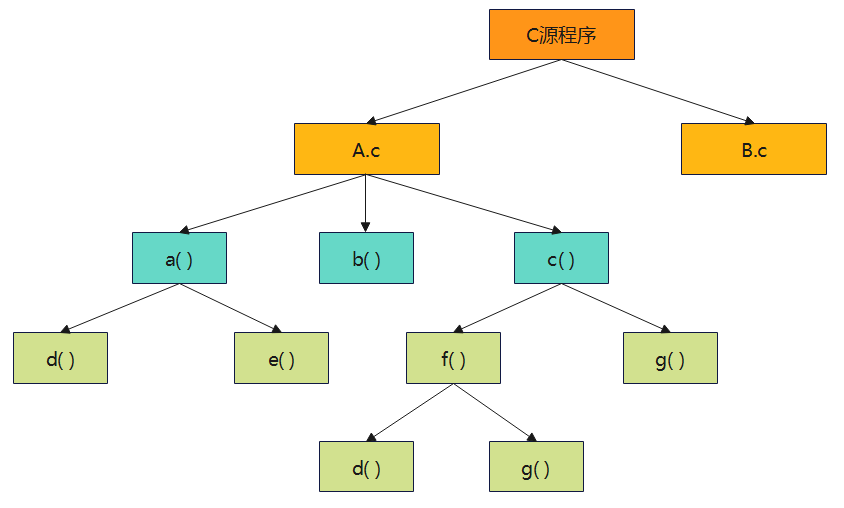 C源程序
A.c
B.c
a( )
b( )
c( )
d( )
e( )
f( )
g( )
d( )
g( )